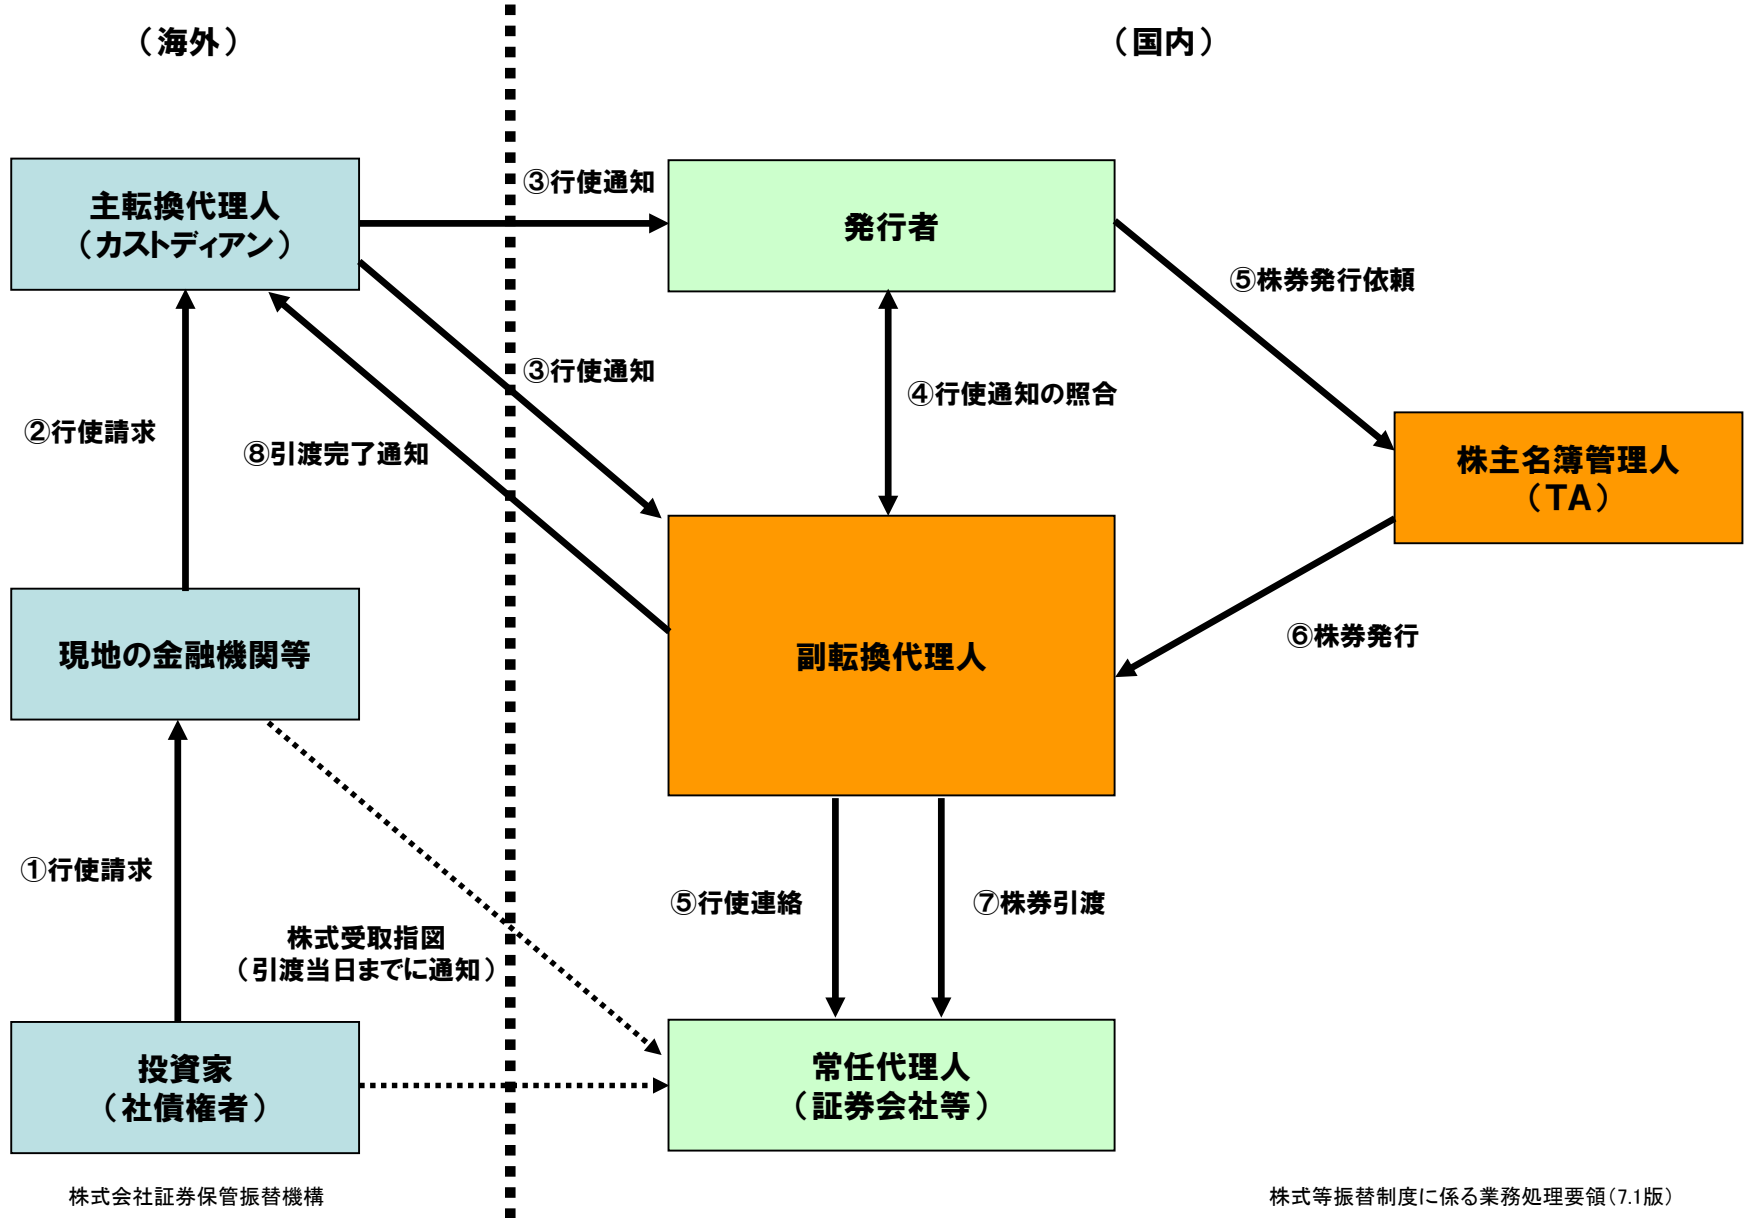 （海外）
（国内）
主転換代理人
（カストディアン）
③行使通知
発行者
⑤株券発行依頼
③行使通知
④行使通知の照合
②行使請求
⑧引渡完了通知
株主名簿管理人
（TA）
現地の金融機関等
副転換代理人
⑥株券発行
①行使請求
⑤行使連絡
⑦株券引渡
株式受取指図
（引渡当日までに通知）
投資家
（社債権者）
常任代理人
（証券会社等）
株式会社証券保管振替機構
株式等振替制度に係る業務処理要領（7.1版）